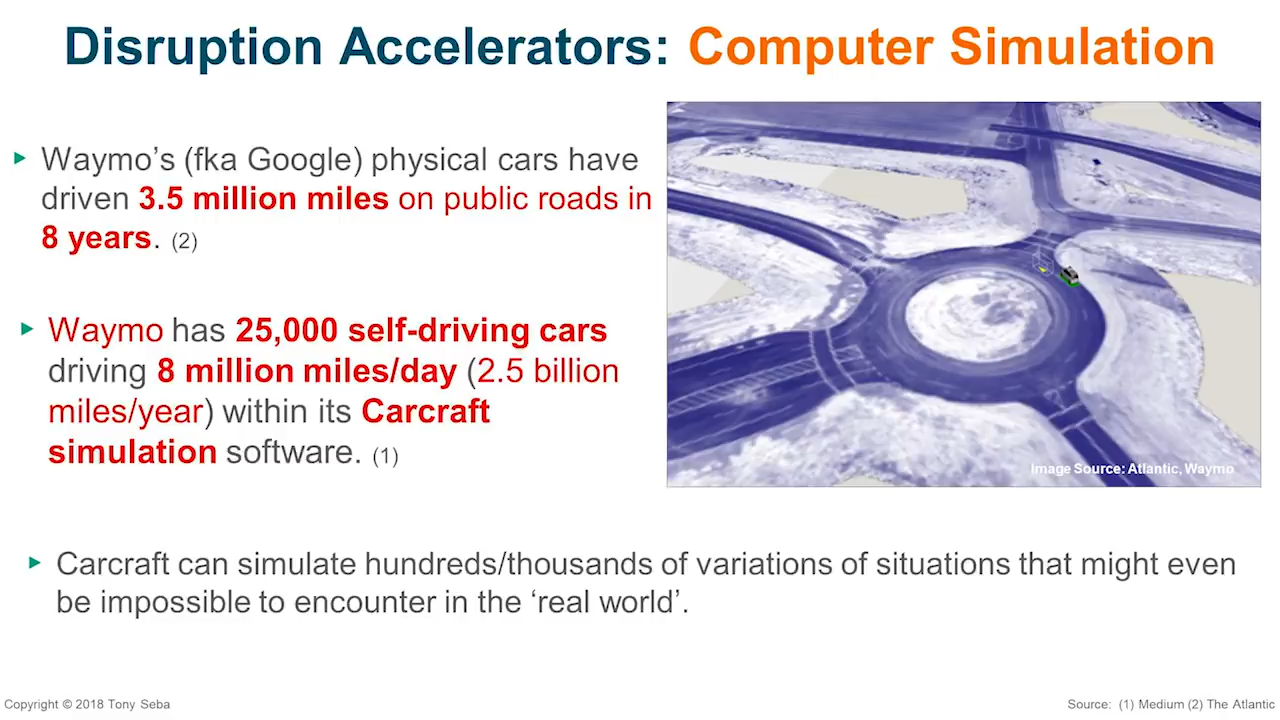 Disruption Accelerators: Computer Simulation
Waymo’s (fka Google) physical cars have
driven 3.5 million miles on public roads in
8 years. (2)
Waymo has 25,000 self-driving cars
driving 8 million miles/day (2.5 billion
miles/year) within its Carcraft
simulation software. (1)
Image Source: Atlantic, Waymo
Carcraft can simulate hundreds/thousands of variations of situations that might even
be impossible to encounter in the ‘real world’.
Copyright © 2018 Tony Seba
Source: (1) Medium (2) The Atlantic